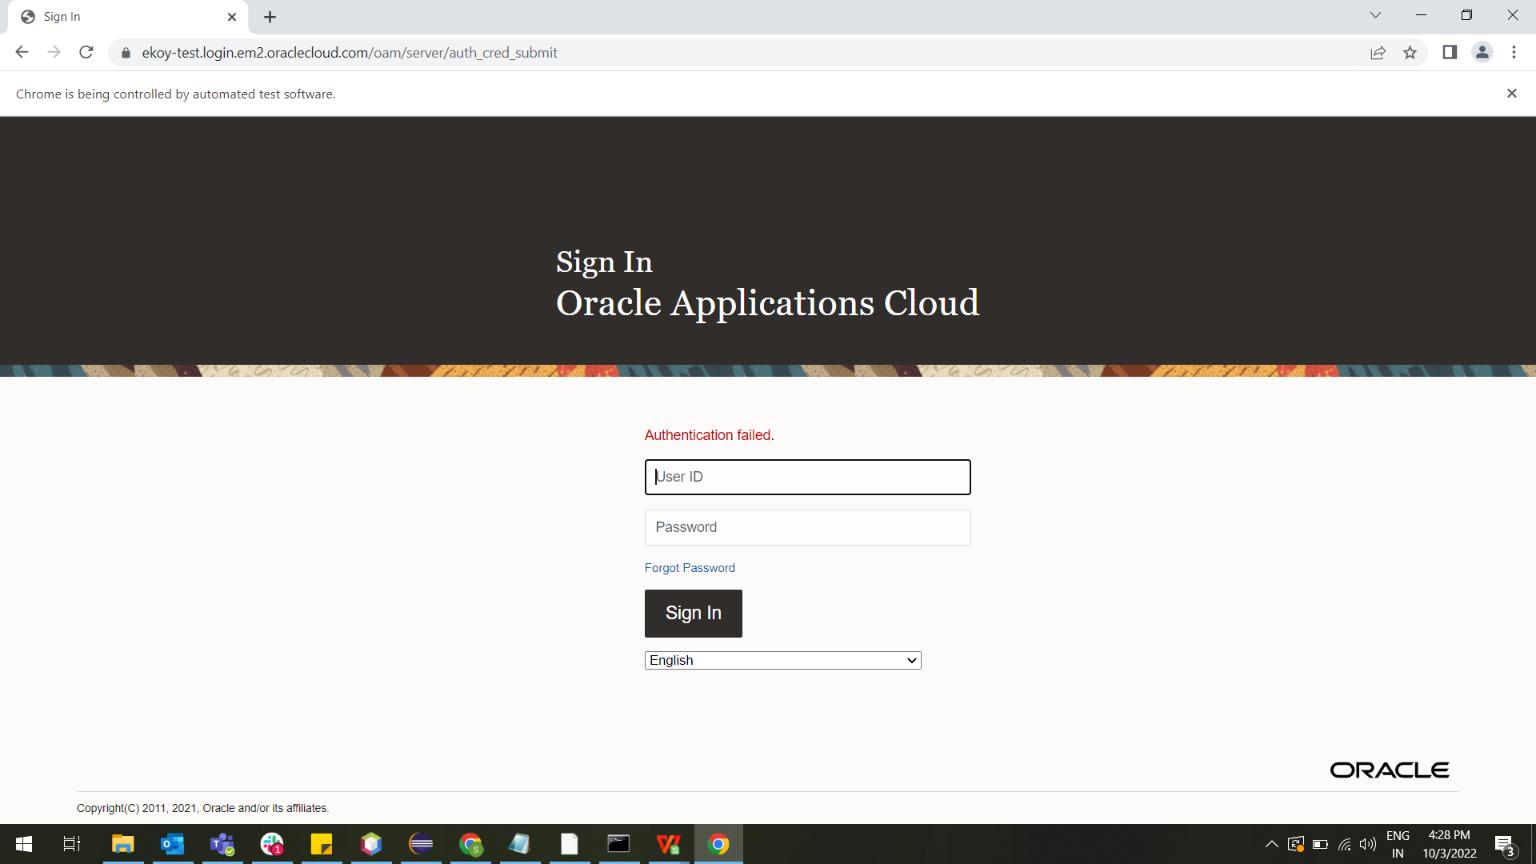 Sign In
ekoy-test.login.em2.oraclecloud.com/oam/server/auth_cred_submit
Chrome is being controlled by automated test software.
Sign In
Oracle Applications Cloud
Authentication failed.
User ID
Password
Forgot Password
Sign In
English
ORACLE
Copyright(C) 2011, 2021, Oracle and/or its affiliates.
ENG
IN
4:28 PM
10/3/2022
3